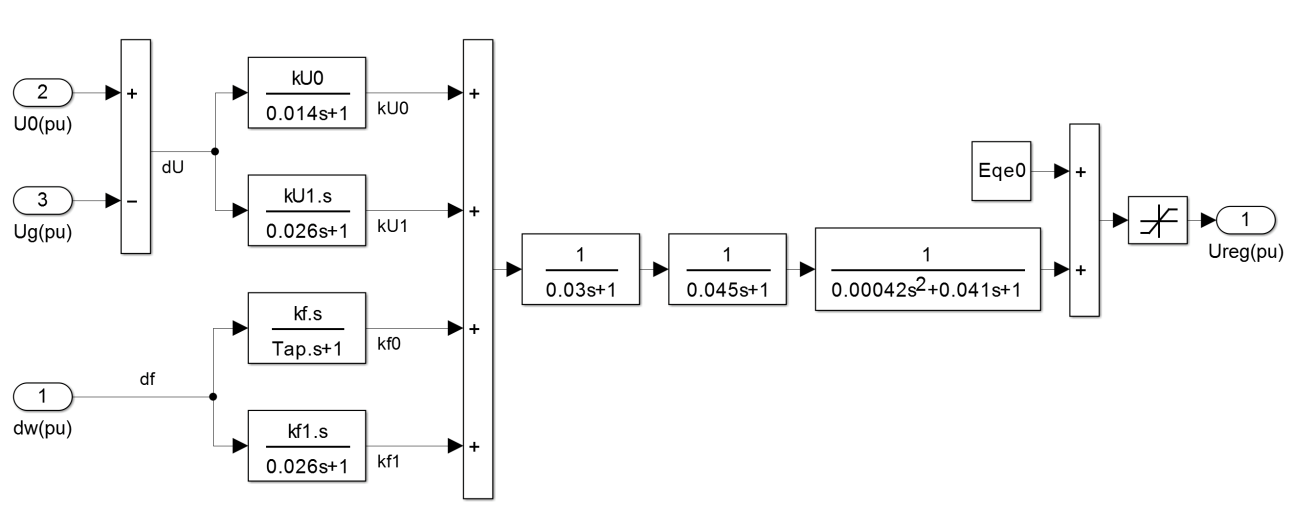 2
U0(pu)
+
3
Ug(pu)
−
dU
kU0
0.014s+1
kU0
kU1.s
0.026s+1
kU1
1
dw(pu)
df
kf.s
Tap.s+1
kf0
kf1.s
0.026s+1
kf1
+
+
+
+
1
0.03s+1
1
0.045s+1
1
0.00042s²+0.041s+1
Eqe0
+
+
1
Ureg(pu)